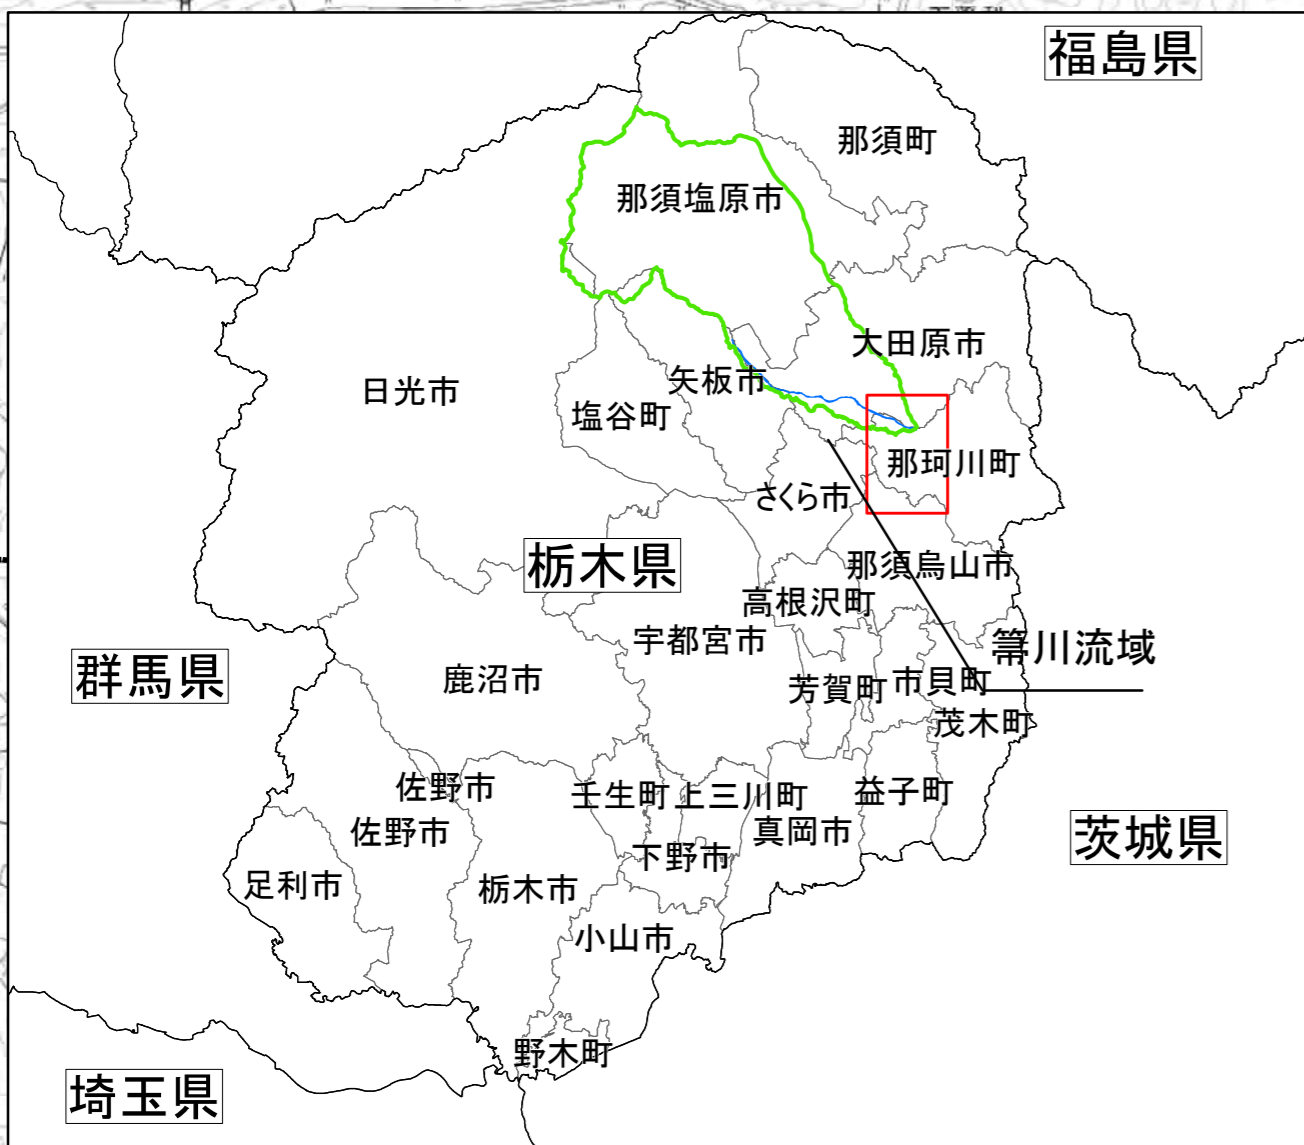 福島県
那須町
那須塩原市
大田原市
日光市
矢板市
塩谷町
那珂川町
さくら市
栃木県
那須烏山市
高根沢町
宇都宮市
箒川流域
群馬県
鹿沼市
芳賀町
市貝町
茂木町
佐野市
壬生町
上三川町
益子町
佐野市
真岡市
茨城県
下野市
足利市
栃木市
小山市
野木町
埼玉県